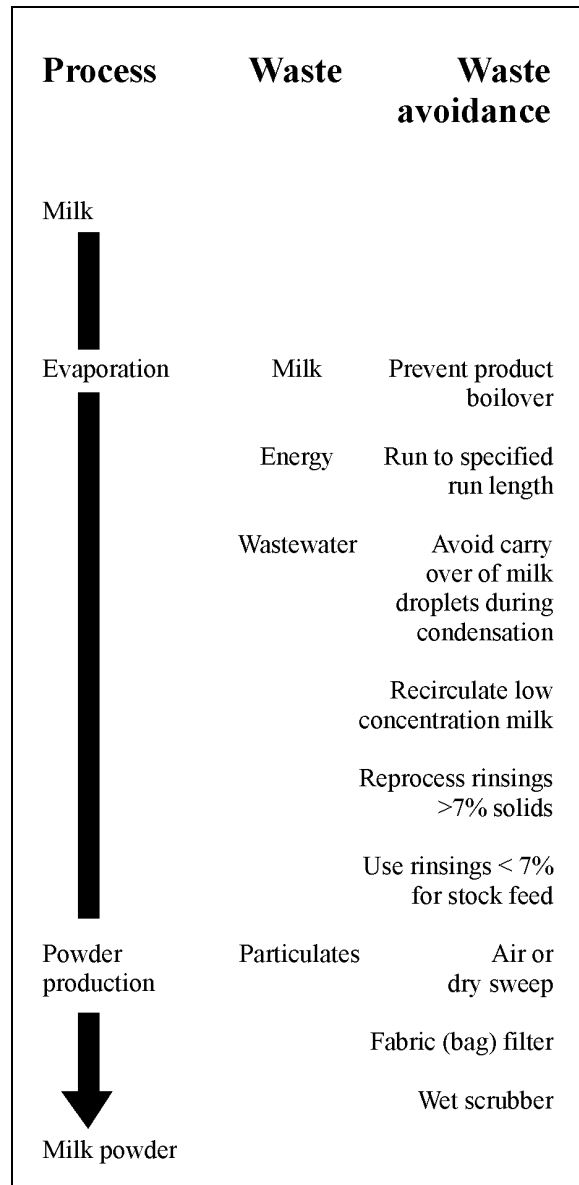 Process Waste Waste
avoidance
Milk
Evaporation Milk Prevent product
boilover
Energy Run to specified
run length
Wastewater Avoid carry
over of milk
droplets during
condensation
Recirculate low
concentration milk
Reprocess rinsings
>7% solids
Use rinsings < 7%
for stock feed
Powder Particulates Air or
production dry sweep
Fabric (bag) filter
Wet scrubber
Milk powder